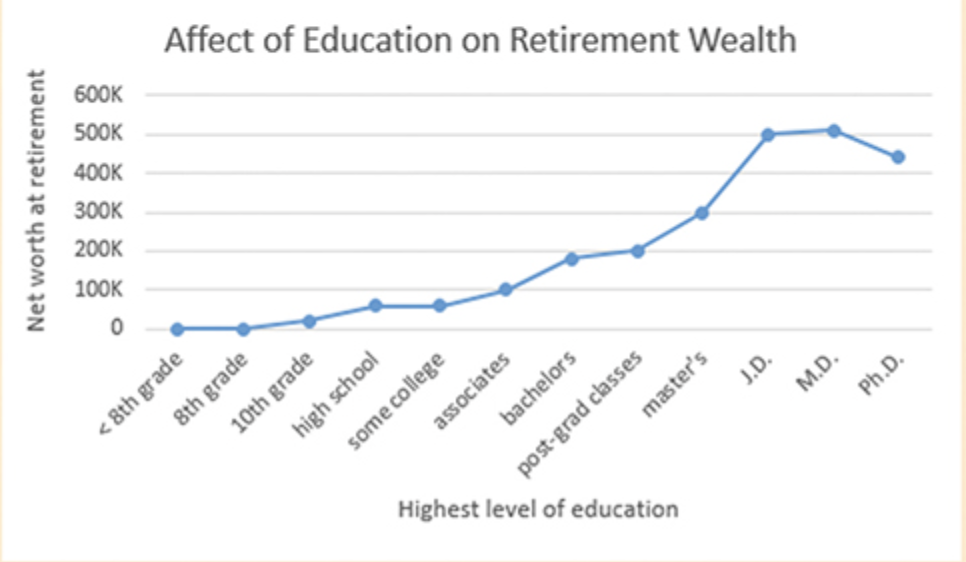 Affect of Education on Retirement Wealth
Net worth at retirement
600K
500K
400K
300K
200K
100K
0
< 8th grade
8th grade
10th grade
high school
some college
associates
bachelors
post-grad classes
master's
J.D.
M.D.
Ph.D.
Highest level of education